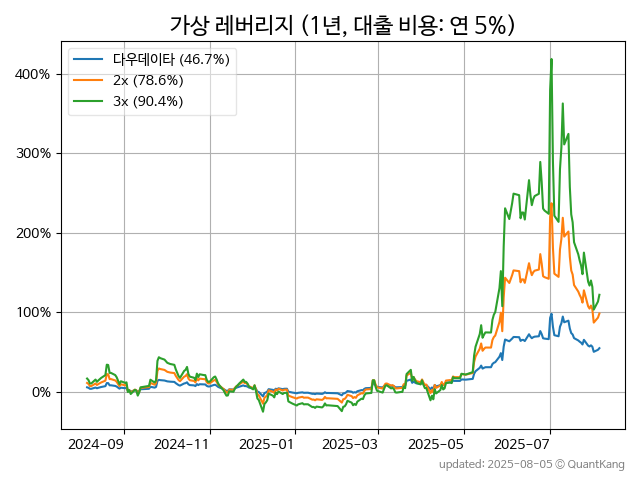 가상 레버리지 (1년, 대출 비용: 연 5%)
다우데이타 (46.7%)
2x (78.6%)
3x (90.4%)
400%
300%
200%
100%
0%
2024-09 2024-11 2025-01 2025-03 2025-05 2025-07
updated: 2025-08-05 © QuantKang